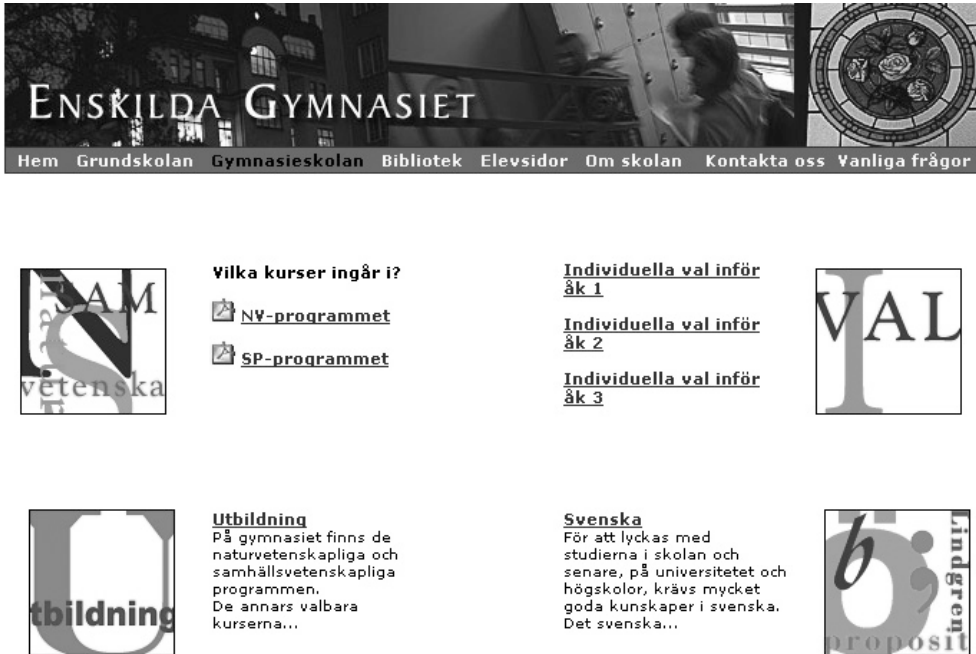 ENSKILDA GYMNASIET
Hem Grundskolan Gymnasieskolan Bibliotek Elevsidor Om skolan Kontakta oss Vanliga frågor
SAM
N
S
vetenska
Vilka kurser ingår i?
NV-programmet
SP-programmet
Individuella val inför
åk 1
Individuella val inför
åk 2
Individuella val inför
åk 3
VAL
I
U
tbildning
Utbildning
På gymnasiet finns de
naturvetenskapliga och
samhällsvetenskapliga
programmen.
De annars valbara
kurserna...
Svenska
För att lyckas med
studierna i skolan och
senare, på universitetet och
högskolor, krävs mycket
goda kunskaper i svenska.
Det svenska...
b
ö
;
Lindgren
proposit